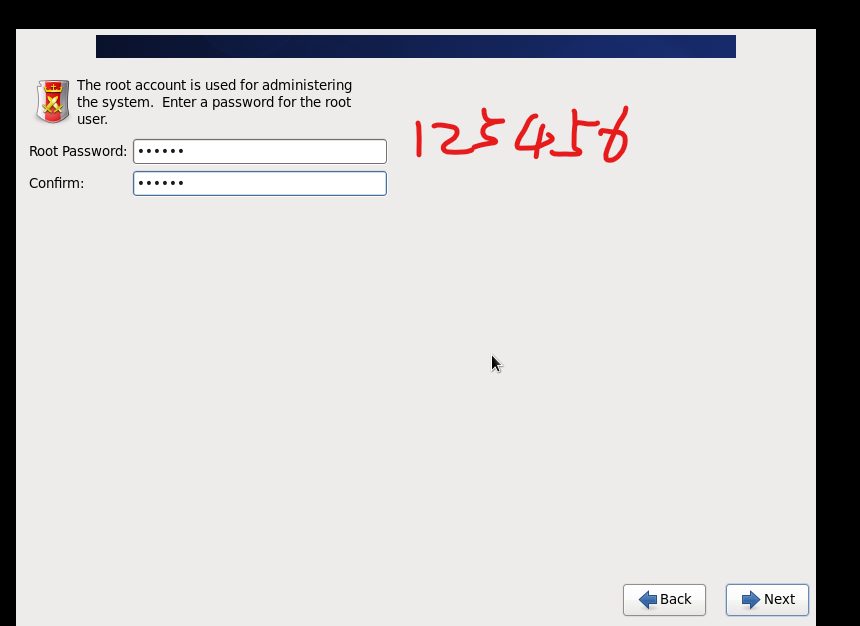 The root account is used for administering
the system. Enter a password for the root
user.
Root Password: ••••••
125456
Confirm: ••••••
Back
Next